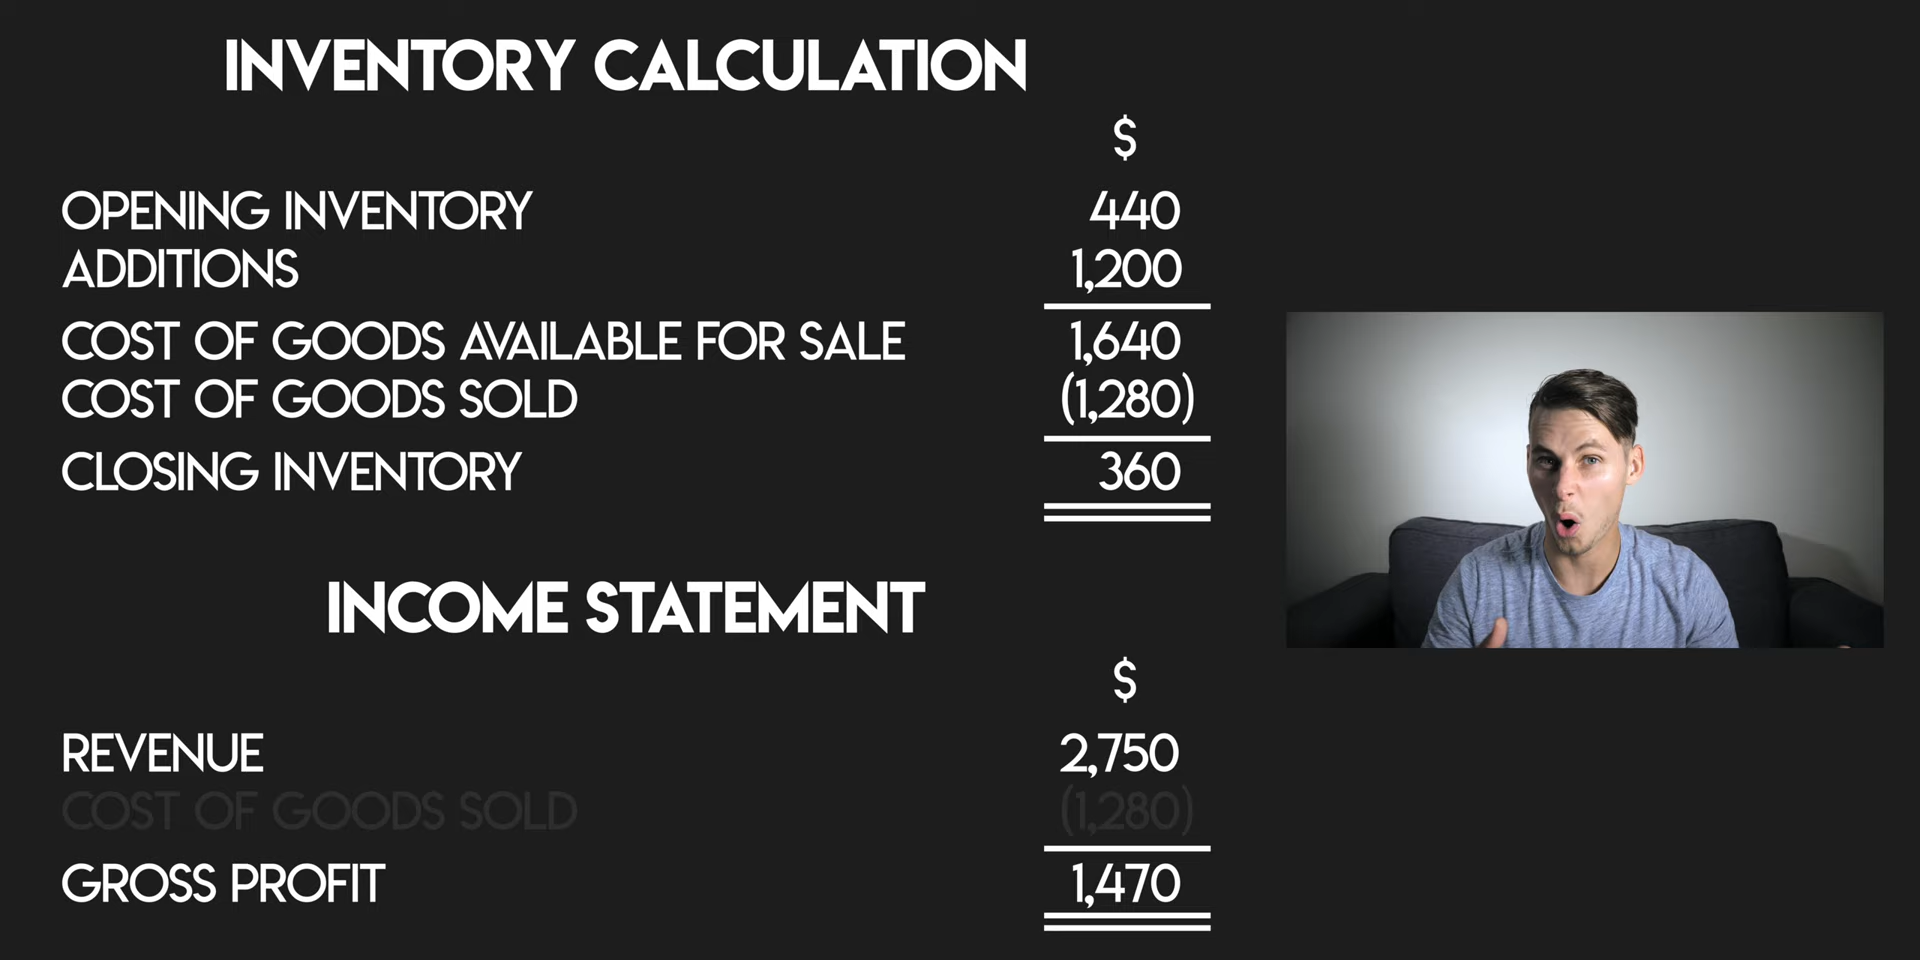 INVENTORY CALCULATION
$
OPENING INVENTORY 440
ADDITIONS 1,200
COST OF GOODS AVAILABLE FOR SALE 1,640
COST OF GOODS SOLD (1,280)
CLOSING INVENTORY 360
INCOME STATEMENT
$
REVENUE 2,750
COST OF GOODS SOLD (1,280)
GROSS PROFIT 1,470